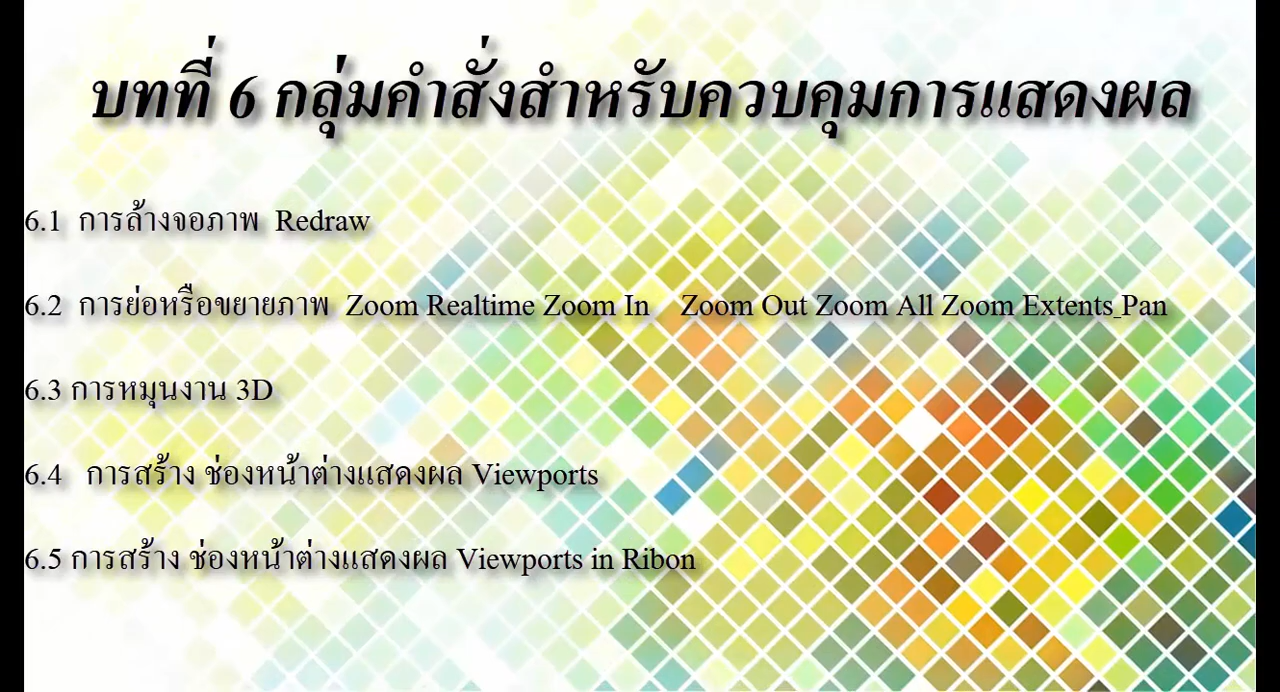 บทที่ 6 กลุ่มคำสั่งสำหรับควบคุมการแสดงผล
6.1 การล้างจอภาพ Redraw
6.2 การย่อหรือขยายภาพ Zoom Realtime Zoom In Zoom Out Zoom All Zoom Extents_Pan
6.3 การหมุนงาน 3D
6.4 การสร้าง ช่องหน้าต่างแสดงผล Viewports
6.5 การสร้าง ช่องหน้าต่างแสดงผล Viewports in Ribon